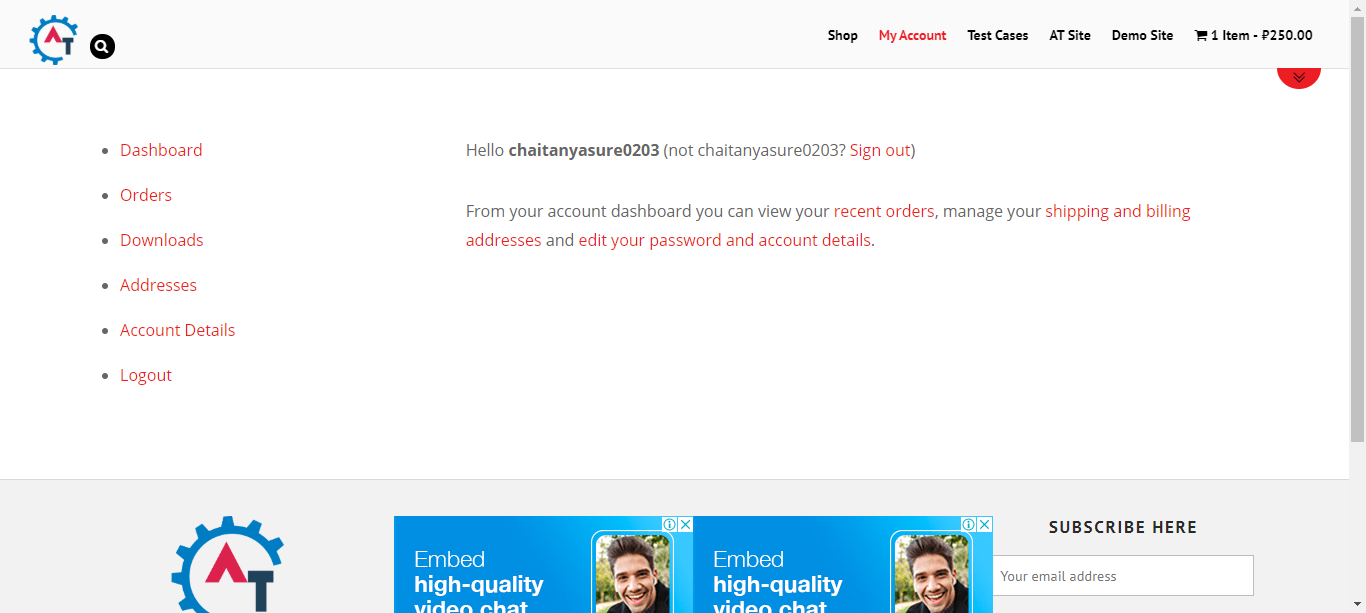 AT
Shop
My Account
Test Cases
AT Site
Demo Site
1 Item - ₹250.00
Dashboard
Orders
Downloads
Addresses
Account Details
Logout
Hello chaitanyasure0203 (not chaitanyasure0203? Sign out)
From your account dashboard you can view your recent orders, manage your shipping and billing
addresses and edit your password and account details.
AT
Embed
high-quality
video chat
Embed
high-quality
video chat
SUBSCRIBE HERE
Your email address